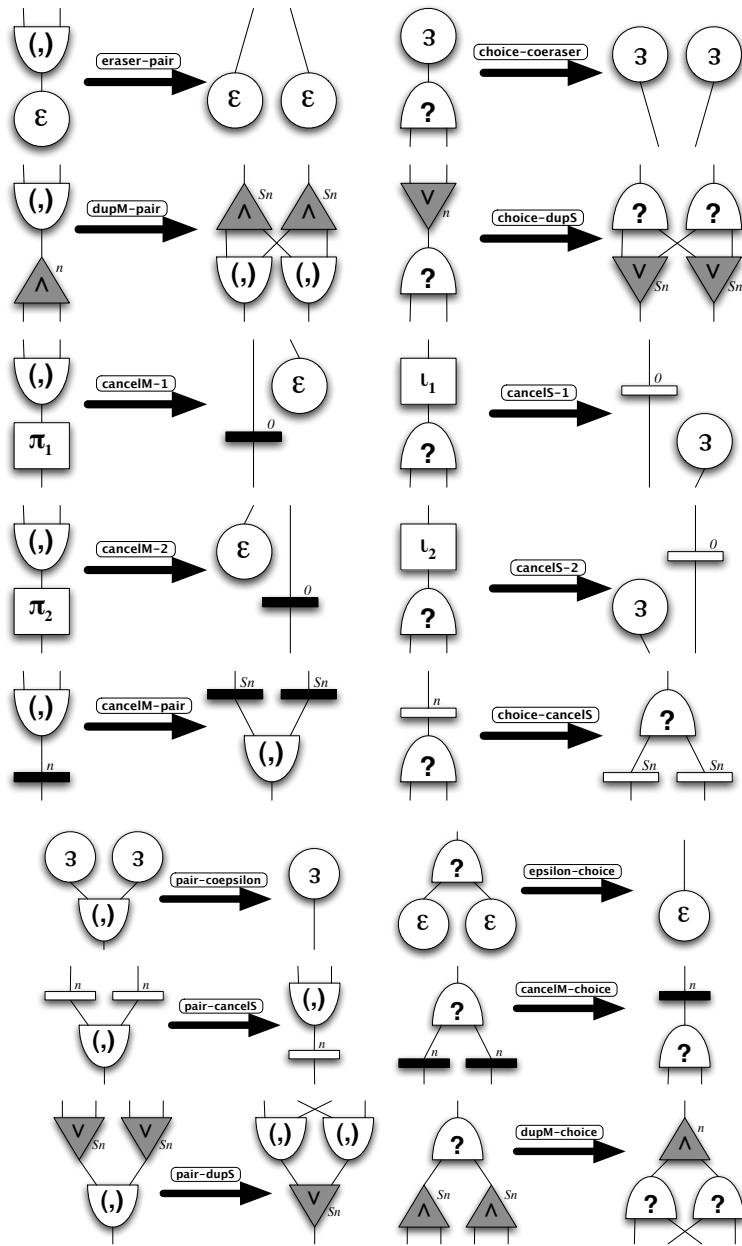 (,)
ε
eraser-pair
ε ε
ɜ
?
choice-coeraser
ɜ ɜ
(,)
∧ n
dupM-pair
∧ Sn ∧ Sn
(,) (,)
∨ n
?
choice-dupS
? ?
∨ Sn ∨ Sn
(,)
π1
cancelM-1
ε
0
ι1
?
cancelS-1
0
ɜ
(,)
π2
cancelM-2
ε
0
ι2
?
cancelS-2
0
ɜ
(,)
n
cancelM-pair
Sn Sn
(,)
n
?
choice-cancelS
?
Sn Sn
ɜ ɜ
(,)
pair-coepsilon
ɜ
?
ε ε
epsilon-choice
ε
n n
(,)
pair-cancelS
(,)
n
?
n n
cancelM-choice
n
?
∨ Sn ∨ Sn
(,)
pair-dupS
(,) (,)
∨ Sn
?
∧ Sn ∧ Sn
dupM-choice
∧ n
? ?